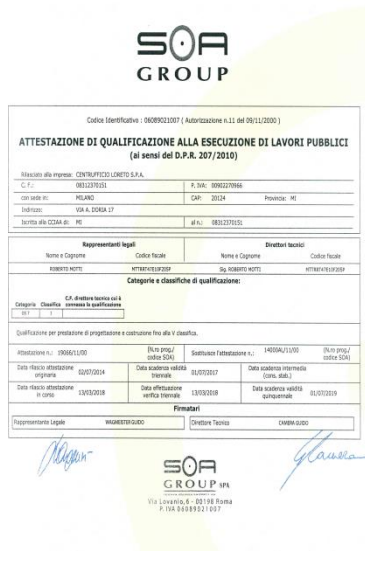 SOA
GROUP
Codice Identificativo : 06089021007 ( Autorizzazione n.11 del 09/11/2000 )
ATTESTAZIONE DI QUALIFICAZIONE ALLA ESECUZIONE DI LAVORI PUBBLICI
(ai sensi del D.P.R. 207/2010)
Rilasciato alla impresa: CENTRUFFICIO LORETO S.P.A.
C. F.: 08312370151 P. IVA: 00902270966
con sede in: MILANO CAP: 20124 Provincia: MI
Indirizzo: VIA A. DORIA 17
Iscritta alla CCIAA di: MI al n.: 08312370151
Rappresentanti legali Direttori tecnici
Nome e Cognome Codice fiscale Nome e Cognome Codice fiscale
ROBERTO MOTTI Sig. ROBERTO MOTTI
Categorie e classifiche di qualificazione:
Categoria Classifica C.F. direttore tecnico cui è connessa la qualificazione
I
Qualificazione per prestazione di progettazione e costruzione fino alla V classifica.
Attestazione n.: 19066/11/00 (N.ro prog./ codice SOA) Sostituisce l'attestazione n.: 14003AL/11/00 (N.ro prog./ codice SOA)
Data rilascio attestazione originaria 02/07/2014 Data scadenza validità triennale 01/07/2017 Data scadenza intermedia (cons. stab.)
Data rilascio attestazione in corso 13/03/2018 Data effettuazione verifica triennale 13/03/2018 Data scadenza validità quinquennale 01/07/2019
Firmatari
Rappresentante Legale WAGMEISTER GUIDO Direttore Tecnico CAMERA GUIDO
SOA
GROUP SPA
Via Lovanio,6 - 00198 Roma
P.IVA 06089021007